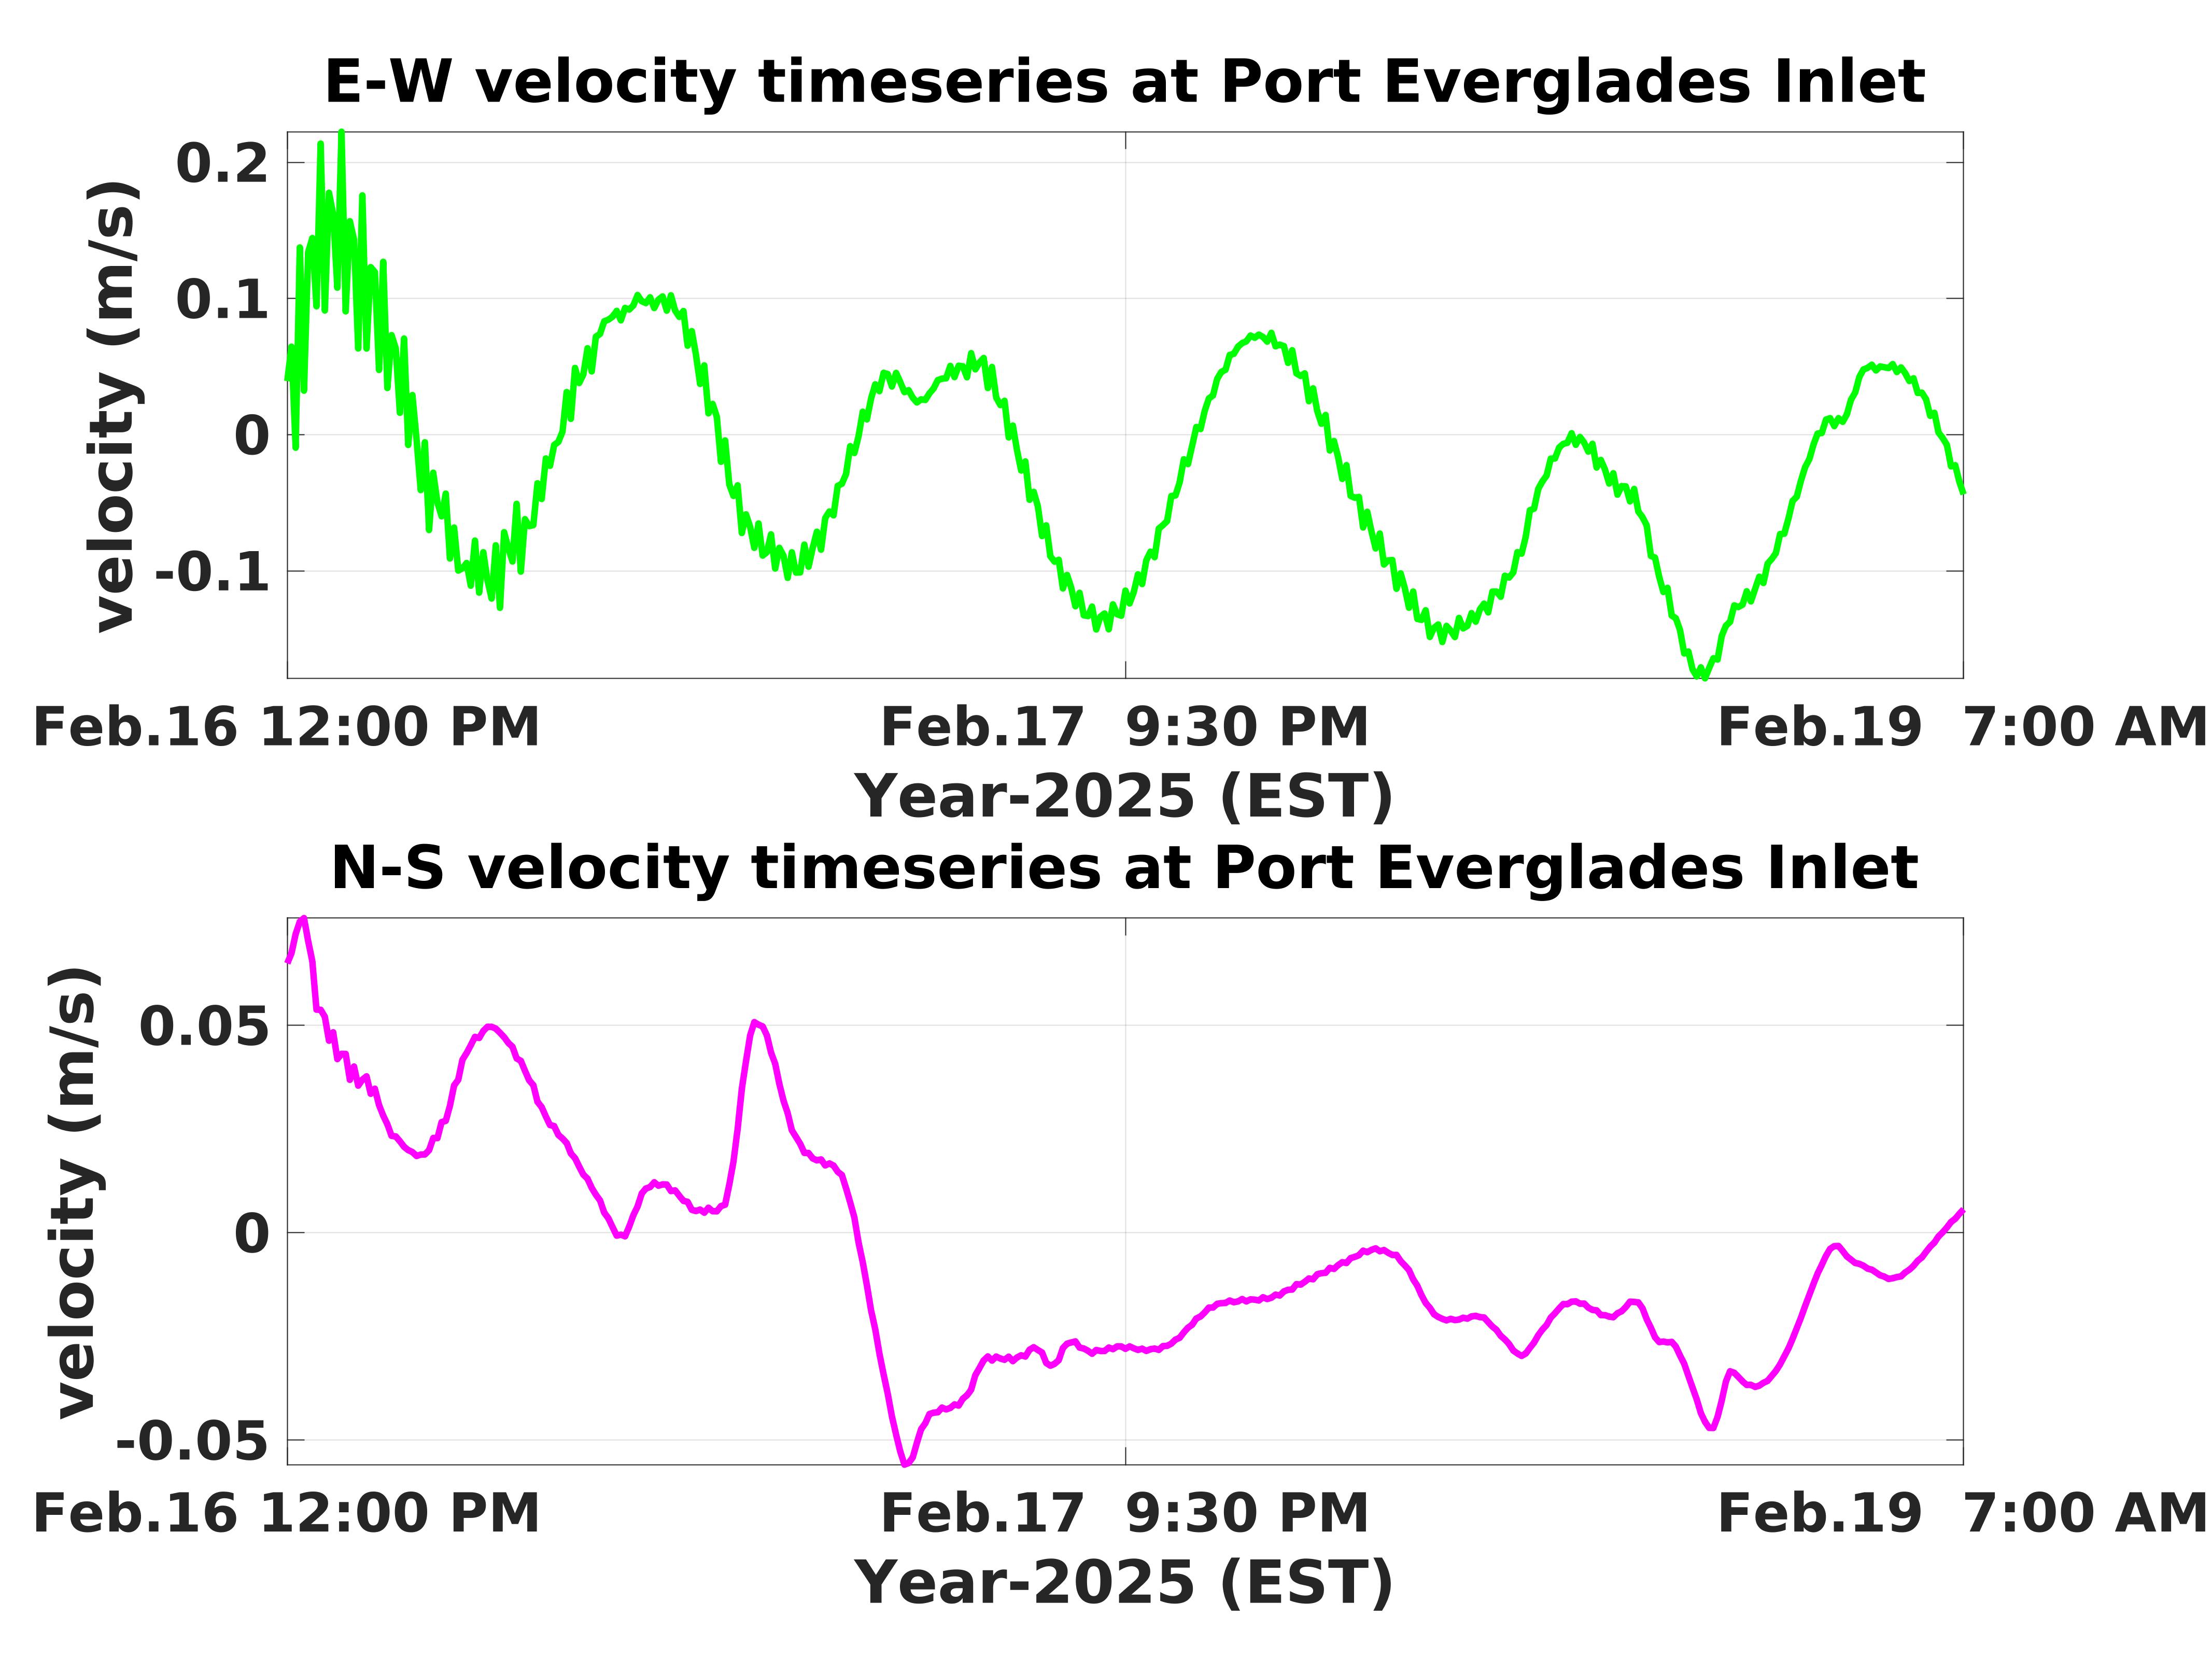 E-W velocity timeseries at Port Everglades Inlet
velocity (m/s)
0.2
0.1
0
-0.1
Feb.16 12:00 PM
Feb.17  9:30 PM
Feb.19  7:00 AM
Year-2025 (EST)
N-S velocity timeseries at Port Everglades Inlet
velocity (m/s)
0.05
0
-0.05
Feb.16 12:00 PM
Feb.17  9:30 PM
Feb.19  7:00 AM
Year-2025 (EST)